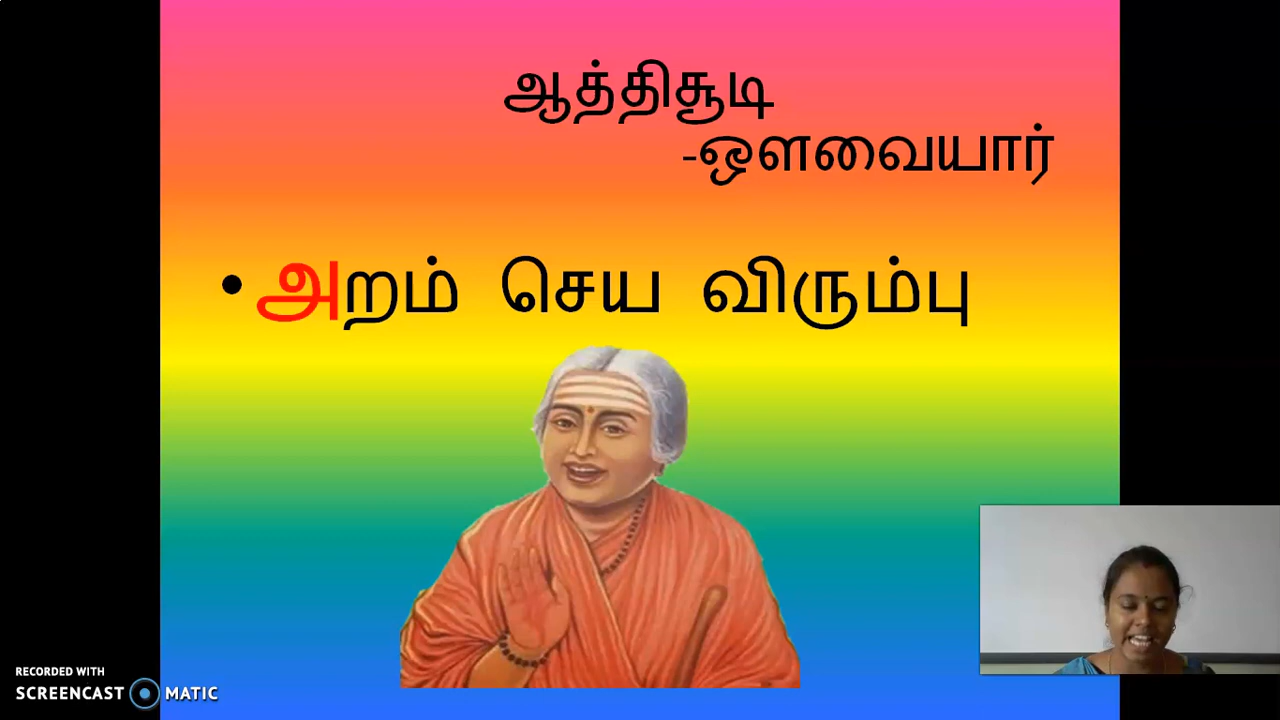 ஆத்திசூடி
-ஔவையார்
• அறம் செய விரும்பு
RECORDED WITH
SCREENCAST MATIC